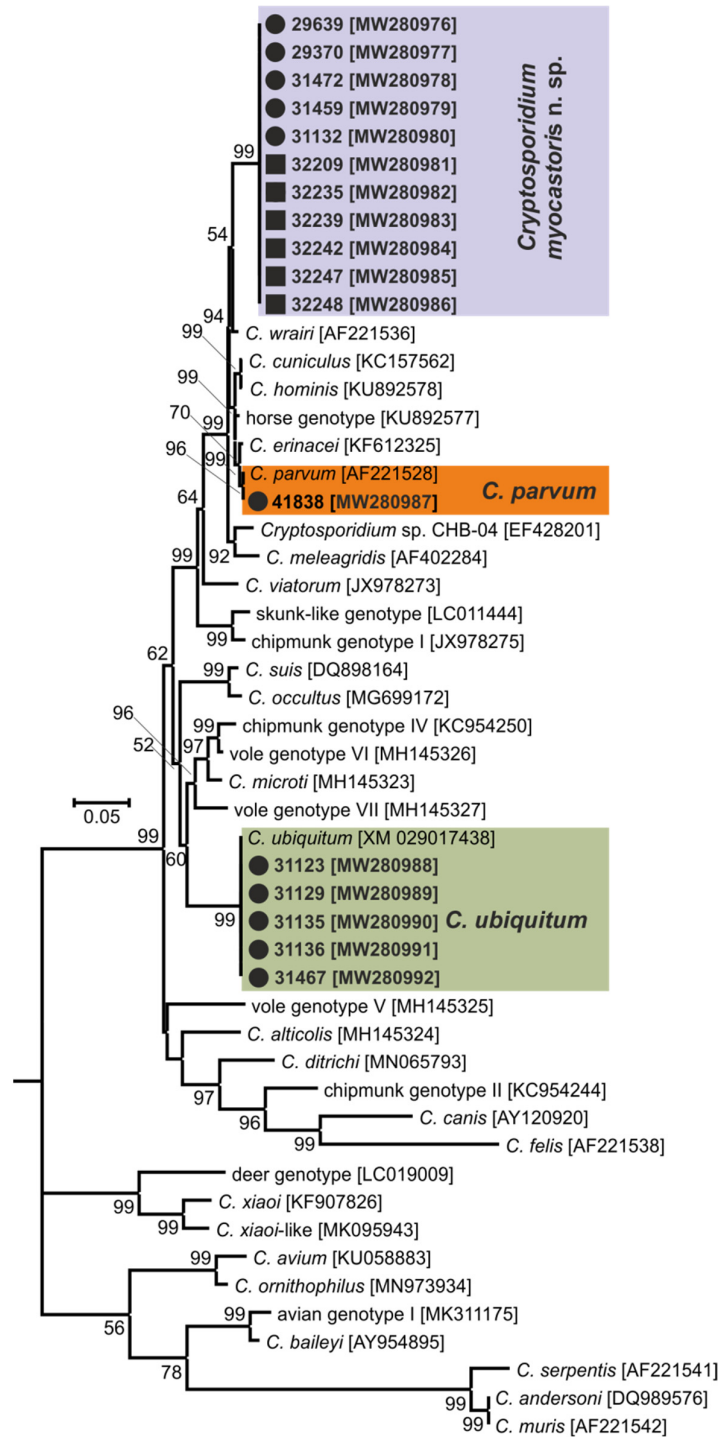 29639 [MW280976]
29370 [MW280977]
31472 [MW280978]
31459 [MW280979]
31132 [MW280980]
32209 [MW280981]
32235 [MW280982]
32239 [MW280983]
32242 [MW280984]
32247 [MW280985]
32248 [MW280986]
Cryptosporidium
myocastoris n. sp.
99
54
94
C. wrairi [AF221536]
99
C. cuniculus [KC157562]
C. hominis [KU892578]
99
horse genotype [KU892577]
70
99
C. erinacei [KF612325]
96
99
C. parvum [AF221528]
41838 [MW280987]
C. parvum
64
Cryptosporidium sp. CHB-04 [EF428201]
99
92
C. meleagridis [AF402284]
C. viatorum [JX978273]
skunk-like genotype [LC011444]
99
chipmunk genotype I [JX978275]
62
99
C. suis [DQ898164]
C. occultus [MG699172]
96
99
chipmunk genotype IV [KC954250]
52
97
vole genotype VI [MH145326]
C. microti [MH145323]
vole genotype VII [MH145327]
0.05
99
60
C. ubiquitum [XM 029017438]
31123 [MW280988]
31129 [MW280989]
99
31135 [MW280990]
C. ubiquitum
31136 [MW280991]
31467 [MW280992]
vole genotype V [MH145325]
C. alticolis [MH145324]
C. ditrichi [MN065793]
97
chipmunk genotype II [KC954244]
96
C. canis [AY120920]
99
C. felis [AF221538]
deer genotype [LC019009]
99
C. xiaoi [KF907826]
99
C. xiaoi-like [MK095943]
99
C. avium [KU058883]
C. ornithophilus [MN973934]
56
99
avian genotype I [MK311175]
C. baileyi [AY954895]
78
C. serpentis [AF221541]
99
C. andersoni [DQ989576]
99
C. muris [AF221542]